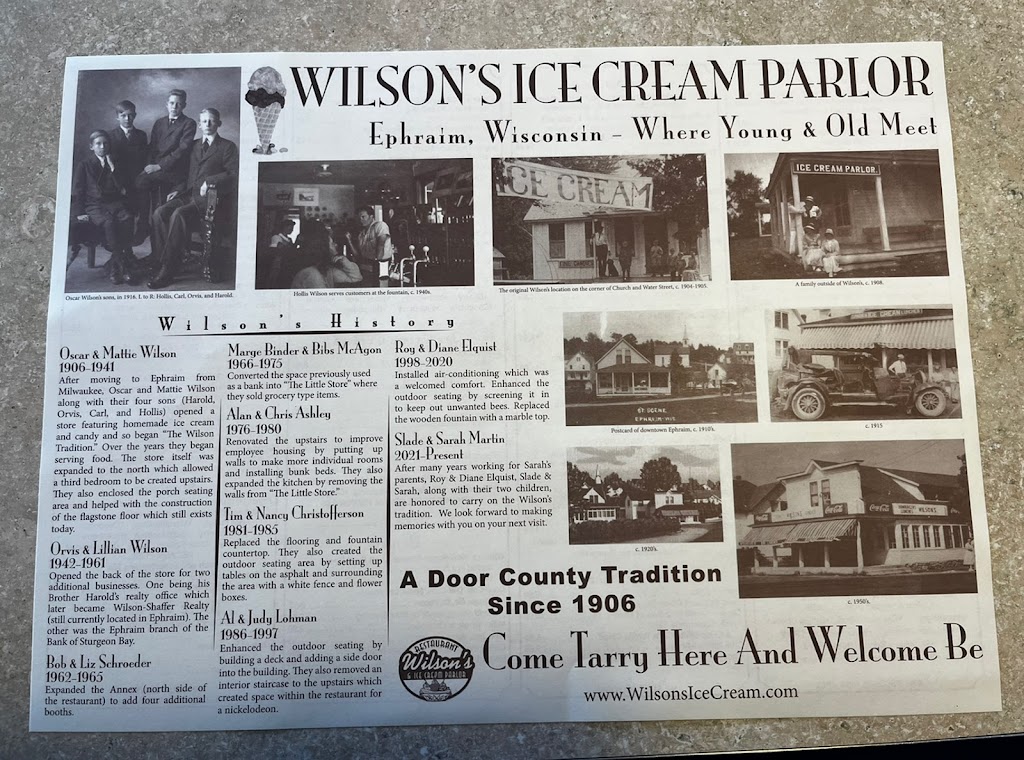 WILSON'S ICE CREAM PARLOR
Ephraim, Wisconsin – Where Young & Old Meet
Oscar Wilson's sons, in 1916. L to R: Hollis, Carl, Orvis, and Harold.
Hollis Wilson serves customers at the fountain, c. 1940s.
ICE CREAM
The original Wilson's location on the corner of Church and Water Street, c. 1904-1905.
ICE CREAM PARLOR
A family outside of Wilson's, c. 1908.
Wilson's History
Oscar & Mattie Wilson
1906-1941
After moving to Ephraim from
Milwaukee, Oscar and Mattie Wilson
along with their four sons (Harold,
Orvis, Carl, and Hollis) opened a
store featuring homemade ice cream
and candy and so began "The Wilson
Tradition." Over the years they began
serving food. The store itself was
expanded to the north which allowed
a third bedroom to be created upstairs.
They also enclosed the porch seating
area and helped with the construction
of the flagstone floor which still exists
today.
Orvis & Lillian Wilson
1942-1961
Opened the back of the store for two
additional businesses. One being his
Brother Harold's realty office which
later became Wilson-Shaffer Realty
(still currently located in Ephraim). The
other was the Ephraim branch of the
Bank of Sturgeon Bay.
Bob & Liz Schroeder
1962-1965
Expanded the Annex (north side of
the restaurant) to add four additional
booths.
Marge Binder & Bibs McAgon
1966-1975
Converted the space previously used
as a bank into "The Little Store" where
they sold grocery type items.
Alan & Chris Ashley
1976-1980
Renovated the upstairs to improve
employee housing by putting up
walls to make more individual rooms
and installing bunk beds. They also
expanded the kitchen by removing the
walls from "The Little Store."
Tim & Nancy Christofferson
1981-1985
Replaced the flooring and fountain
countertop. They also created the
outdoor seating area by setting up
tables on the asphalt and surrounding
the area with a white fence and flower
boxes.
Al & Judy Lohman
1986-1997
Enhanced the outdoor seating by
building a deck and adding a side door
into the building. They also removed an
interior staircase to the upstairs which
created space within the restaurant for
a nickelodeon.
Roy & Diane Elquist
1998-2020
Installed air-conditioning which was
a welcomed comfort. Enhanced the
outdoor seating by screening it in
to keep out unwanted bees. Replaced
the wooden fountain with a marble top.
Slade & Sarah Martin
2021-Present
After many years working for Sarah's
parents, Roy & Diane Elquist, Slade &
Sarah, along with their two children,
are honored to carry on the Wilson's
tradition. We look forward to making
memories with you on your next visit.
EPHRAIM-WIS
Postcard of downtown Ephraim, c. 1910's.
ICE CREAM
c. 1915
c. 1920's.
Coca-Cola
Coca-Cola
WILSON'S
c. 1950's.
A Door County Tradition
Since 1906
RESTAURANT
Wilson's
& ICE CREAM PARLOR
Come Tarry Here And Welcome Be
www.WilsonsIceCream.com